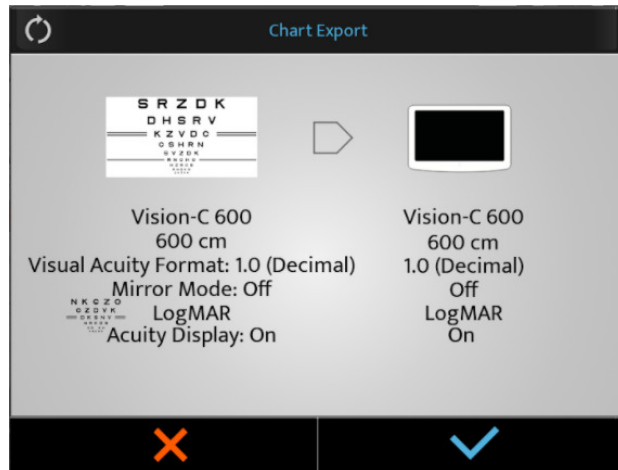 Chart Export
S R Z D K
D H S R V
K Z V D C
O S H R N
Vision-C 600
600 cm
Visual Acuity Format: 1.0 (Decimal)
Mirror Mode: Off
N K C Z O
LogMAR
Acuity Display: On
Vision-C 600
600 cm
1.0 (Decimal)
Off
LogMAR
On